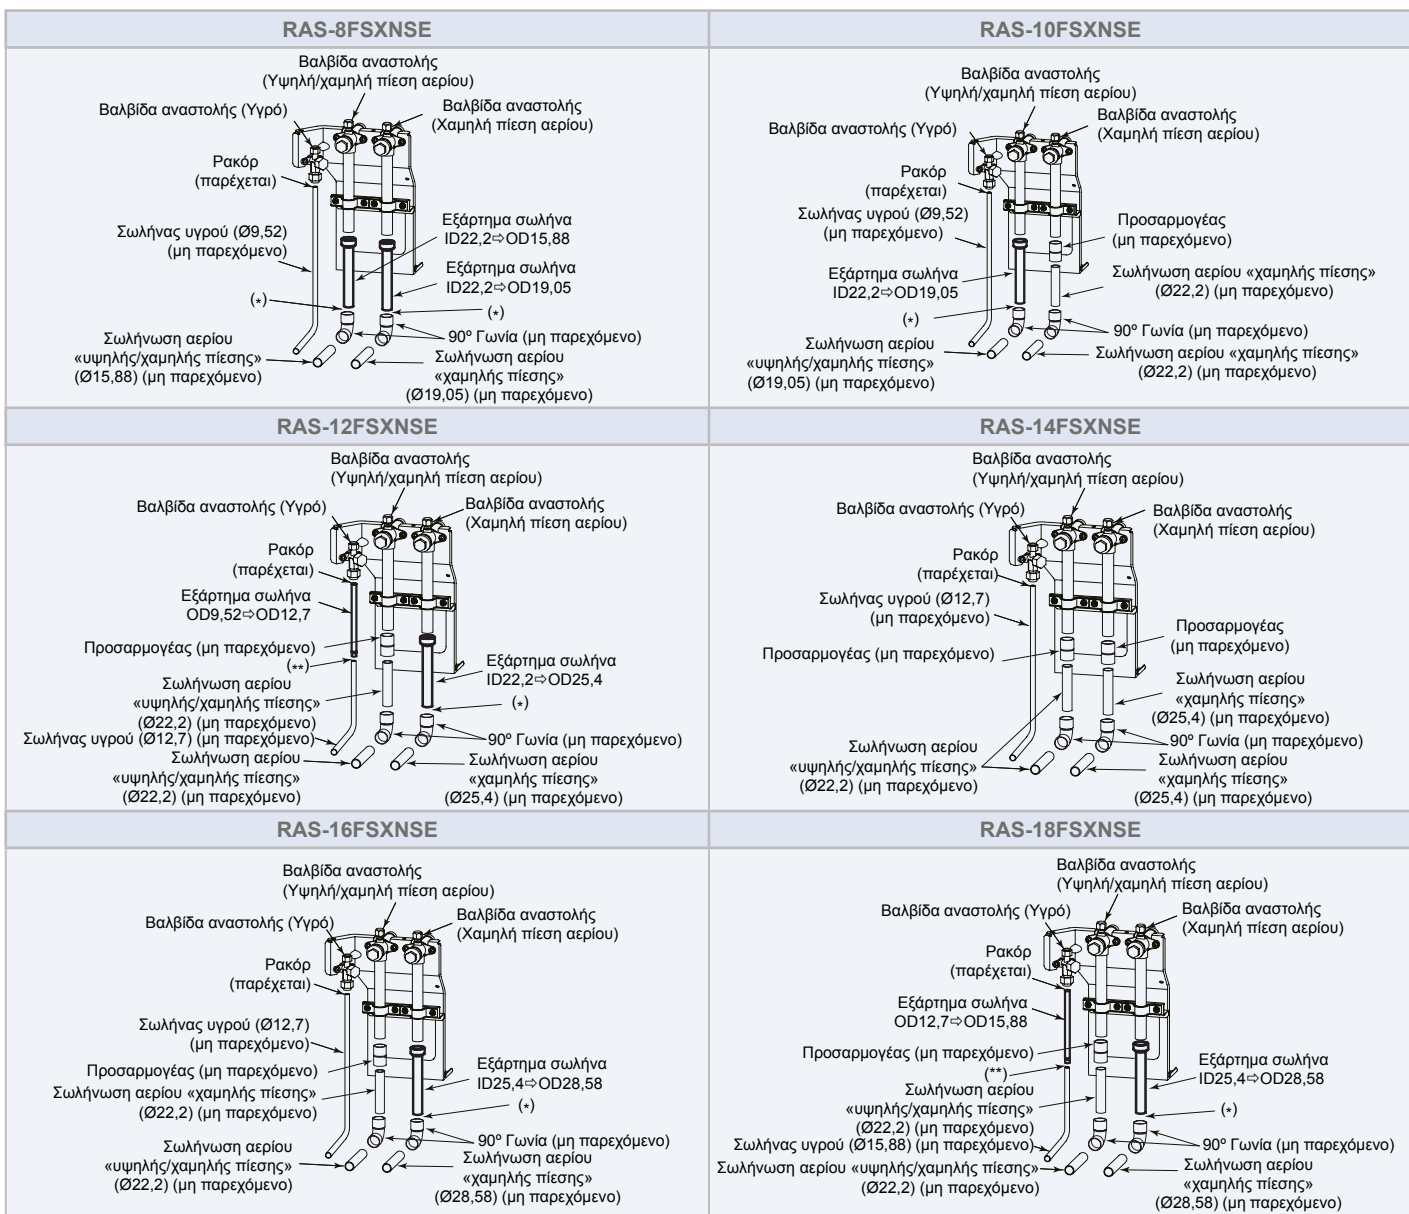 RAS-8FSXNSE
Βαλβίδα αναστολής
(Υψηλή/χαμηλή πίεση αερίου)
Βαλβίδα αναστολής (Υγρό)
Βαλβίδα αναστολής
(Χαμηλή πίεση αερίου)
Ρακόρ
(παρέχεται)
Σωλήνας υγρού (Ø9,52)
(μη παρεχόμενο)
Εξάρτημα σωλήνα
ID22,2⇨OD15,88
Εξάρτημα σωλήνα
ID22,2⇨OD19,05
(*)
(*)
90º Γωνία (μη παρεχόμενο)
Σωλήνωση αερίου
«υψηλής/χαμηλής πίεσης»
(Ø15,88) (μη παρεχόμενο)
Σωλήνωση αερίου
«χαμηλής πίεσης»
(Ø19,05) (μη παρεχόμενο)
RAS-10FSXNSE
Βαλβίδα αναστολής
(Υψηλή/χαμηλή πίεση αερίου)
Βαλβίδα αναστολής (Υγρό)
Βαλβίδα αναστολής
(Χαμηλή πίεση αερίου)
Ρακόρ
(παρέχεται)
Σωλήνας υγρού (Ø9,52)
(μη παρεχόμενο)
Προσαρμογέας
(μη παρεχόμενο)
Εξάρτημα σωλήνα
ID22,2⇨OD19,05
Σωλήνωση αερίου «χαμηλής πίεσης»
(Ø22,2) (μη παρεχόμενο)
(*)
90º Γωνία (μη παρεχόμενο)
Σωλήνωση αερίου
«υψηλής/χαμηλής πίεσης»
(Ø19,05) (μη παρεχόμενο)
Σωλήνωση αερίου «χαμηλής πίεσης»
(Ø22,2) (μη παρεχόμενο)
RAS-12FSXNSE
Βαλβίδα αναστολής
(Υψηλή/χαμηλή πίεση αερίου)
Βαλβίδα αναστολής (Υγρό)
Βαλβίδα αναστολής
(Χαμηλή πίεση αερίου)
Ρακόρ
(παρέχεται)
Εξάρτημα σωλήνα
OD9,52⇨OD12,7
Προσαρμογέας (μη παρεχόμενο)
(**)
Εξάρτημα σωλήνα
ID22,2⇨OD25,4
(*)
Σωλήνωση αερίου
«υψηλής/χαμηλής πίεσης»
(Ø22,2) (μη παρεχόμενο)
Σωλήνας υγρού (Ø12,7) (μη παρεχόμενο)
90º Γωνία (μη παρεχόμενο)
Σωλήνωση αερίου
«υψηλής/χαμηλής πίεσης»
(Ø22,2) (μη παρεχόμενο)
Σωλήνωση αερίου
«χαμηλής πίεσης»
(Ø25,4) (μη παρεχόμενο)
RAS-14FSXNSE
Βαλβίδα αναστολής
(Υψηλή/χαμηλή πίεση αερίου)
Βαλβίδα αναστολής (Υγρό)
Βαλβίδα αναστολής
(Χαμηλή πίεση αερίου)
Ρακόρ
(παρέχεται)
Σωλήνας υγρού (Ø12,7)
(μη παρεχόμενο)
Προσαρμογέας (μη παρεχόμενο)
Προσαρμογέας
(μη παρεχόμενο)
Σωλήνωση αερίου
«χαμηλής πίεσης»
(Ø25,4) (μη παρεχόμενο)
90º Γωνία (μη παρεχόμενο)
Σωλήνωση αερίου
«υψηλής/χαμηλής πίεσης»
(Ø22,2) (μη παρεχόμενο)
Σωλήνωση αερίου
«χαμηλής πίεσης»
(Ø25,4) (μη παρεχόμενο)
RAS-16FSXNSE
Βαλβίδα αναστολής
(Υψηλή/χαμηλή πίεση αερίου)
Βαλβίδα αναστολής (Υγρό)
Βαλβίδα αναστολής
(Χαμηλή πίεση αερίου)
Ρακόρ
(παρέχεται)
Σωλήνας υγρού (Ø12,7)
(μη παρεχόμενο)
Προσαρμογέας (μη παρεχόμενο)
Σωλήνωση αερίου «χαμηλής πίεσης»
(Ø22,2) (μη παρεχόμενο)
Εξάρτημα σωλήνα
ID25,4⇨OD28,58
(*)
90º Γωνία (μη παρεχόμενο)
Σωλήνωση αερίου
«υψηλής/χαμηλής πίεσης»
(Ø22,2) (μη παρεχόμενο)
Σωλήνωση αερίου
«χαμηλής πίεσης»
(Ø28,58) (μη παρεχόμενο)
RAS-18FSXNSE
Βαλβίδα αναστολής
(Υψηλή/χαμηλή πίεση αερίου)
Βαλβίδα αναστολής (Υγρό)
Βαλβίδα αναστολής
(Χαμηλή πίεση αερίου)
Ρακόρ
(παρέχεται)
Εξάρτημα σωλήνα
OD12,7⇨OD15,88
Προσαρμογέας (μη παρεχόμενο)
(**)
Εξάρτημα σωλήνα
ID25,4⇨OD28,58
(*)
Σωλήνωση αερίου
«υψηλής/χαμηλής πίεσης»
(Ø22,2) (μη παρεχόμενο)
Σωλήνας υγρού (Ø15,88) (μη παρεχόμενο)
90º Γωνία (μη παρεχόμενο)
Σωλήνωση αερίου «υψηλής/χαμηλής πίεσης»
(Ø22,2) (μη παρεχόμενο)
Σωλήνωση αερίου
«χαμηλής πίεσης»
(Ø28,58) (μη παρεχόμενο)